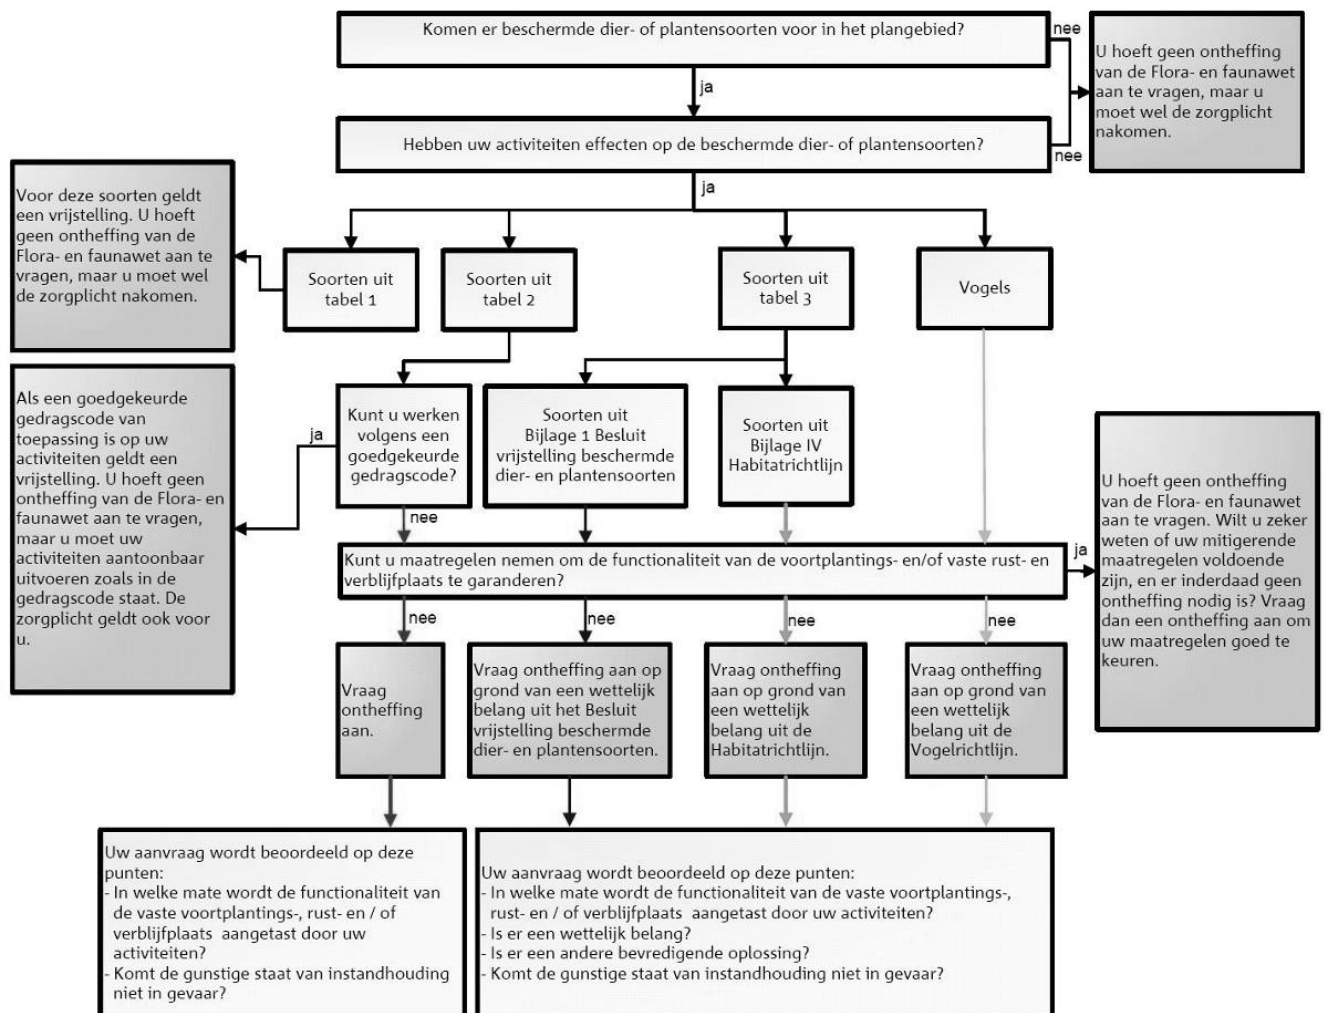 Komen er beschermde dier- of plantensoorten voor in het plangebied?
nee
U hoeft geen ontheffing
van de Flora- en faunawet
aan te vragen, maar u
moet wel de zorgplicht
nakomen.
ja
Hebben uw activiteiten effecten op de beschermde dier- of plantensoorten?
nee
ja
Voor deze soorten geldt
een vrijstelling. U hoeft
geen ontheffing van de
Flora- en faunawet aan te
vragen, maar u moet wel
de zorgplicht nakomen.
Soorten uit
tabel 1
Soorten uit
tabel 2
Soorten uit
tabel 3
Vogels
Als een goedgekeurde
gedragscode van
toepassing is op uw
activiteiten geldt een
vrijstelling. U hoeft geen
ontheffing van de Flora- en
faunawet aan te vragen,
maar u moet uw
activiteiten aantoonbaar
uitvoeren zoals in de
gedragscode staat. De
zorgplicht geldt ook voor
u.
ja
Kunt u werken
volgens een
goedgekeurde
gedragscode?
Soorten uit
Bijlage 1 Besluit
vrijstelling beschermde
dier- en plantensoorten
Soorten uit
Bijlage IV
Habitatrichtlijn
nee
Kunt u maatregelen nemen om de functionaliteit van de voortplantings- en/of vaste rust- en
verblijfplaats te garanderen?
ja
U hoeft geen ontheffing
van de Flora- en faunawet
aan te vragen. Wilt u zeker
weten of uw mitigerende
maatregelen voldoende
zijn, en er inderdaad geen
ontheffing nodig is? Vraag
dan een ontheffing aan om
uw maatregelen goed te
keuren.
nee
nee
nee
nee
Vraag
ontheffing
aan.
Vraag ontheffing aan op
grond van een wettelijk
belang uit het Besluit
vrijstelling beschermde
dier- en plantensoorten.
Vraag ontheffing
aan op grond van
een wettelijk
belang uit de
Habitatrichtlijn.
Vraag ontheffing
aan op grond van
een wettelijk
belang uit de
Vogelrichtlijn.
Uw aanvraag wordt beoordeeld op deze
punten:
- In welke mate wordt de functionaliteit van
de vaste voortplantings-, rust- en / of
verblijfplaats aangetast door uw
activiteiten?
- Komt de gunstige staat van instandhouding
niet in gevaar?
Uw aanvraag wordt beoordeeld op deze punten:
- In welke mate wordt de functionaliteit van de vaste voortplantings-,
rust- en / of verblijfplaats aangetast door uw activiteiten?
- Is er een wettelijk belang?
- Is er een andere bevredigende oplossing?
- Komt de gunstige staat van instandhouding niet in gevaar?